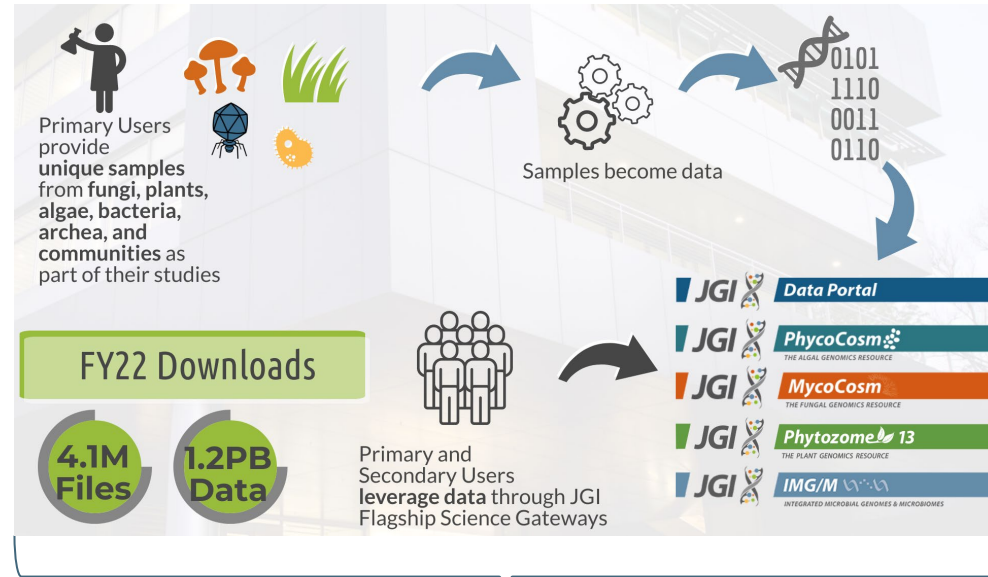 Primary Users
provide
unique samples
from fungi, plants,
algae, bacteria,
archea, and
communities as
part of their studies
Samples become data
0101
1110
0011
0110
JGI Data Portal
JGI PhycoCosm
THE ALGAL GENOMICS RESOURCE
JGI MycoCosm
THE FUNGAL GENOMICS RESOURCE
JGI Phytozome 13
THE PLANT GENOMICS RESOURCE
JGI IMG/M
INTEGRATED MICROBIAL GENOMES & MICROBIOMES
FY22 Downloads
4.1M
Files
1.2PB
Data
Primary and
Secondary Users
leverage data through JGI
Flagship Science Gateways